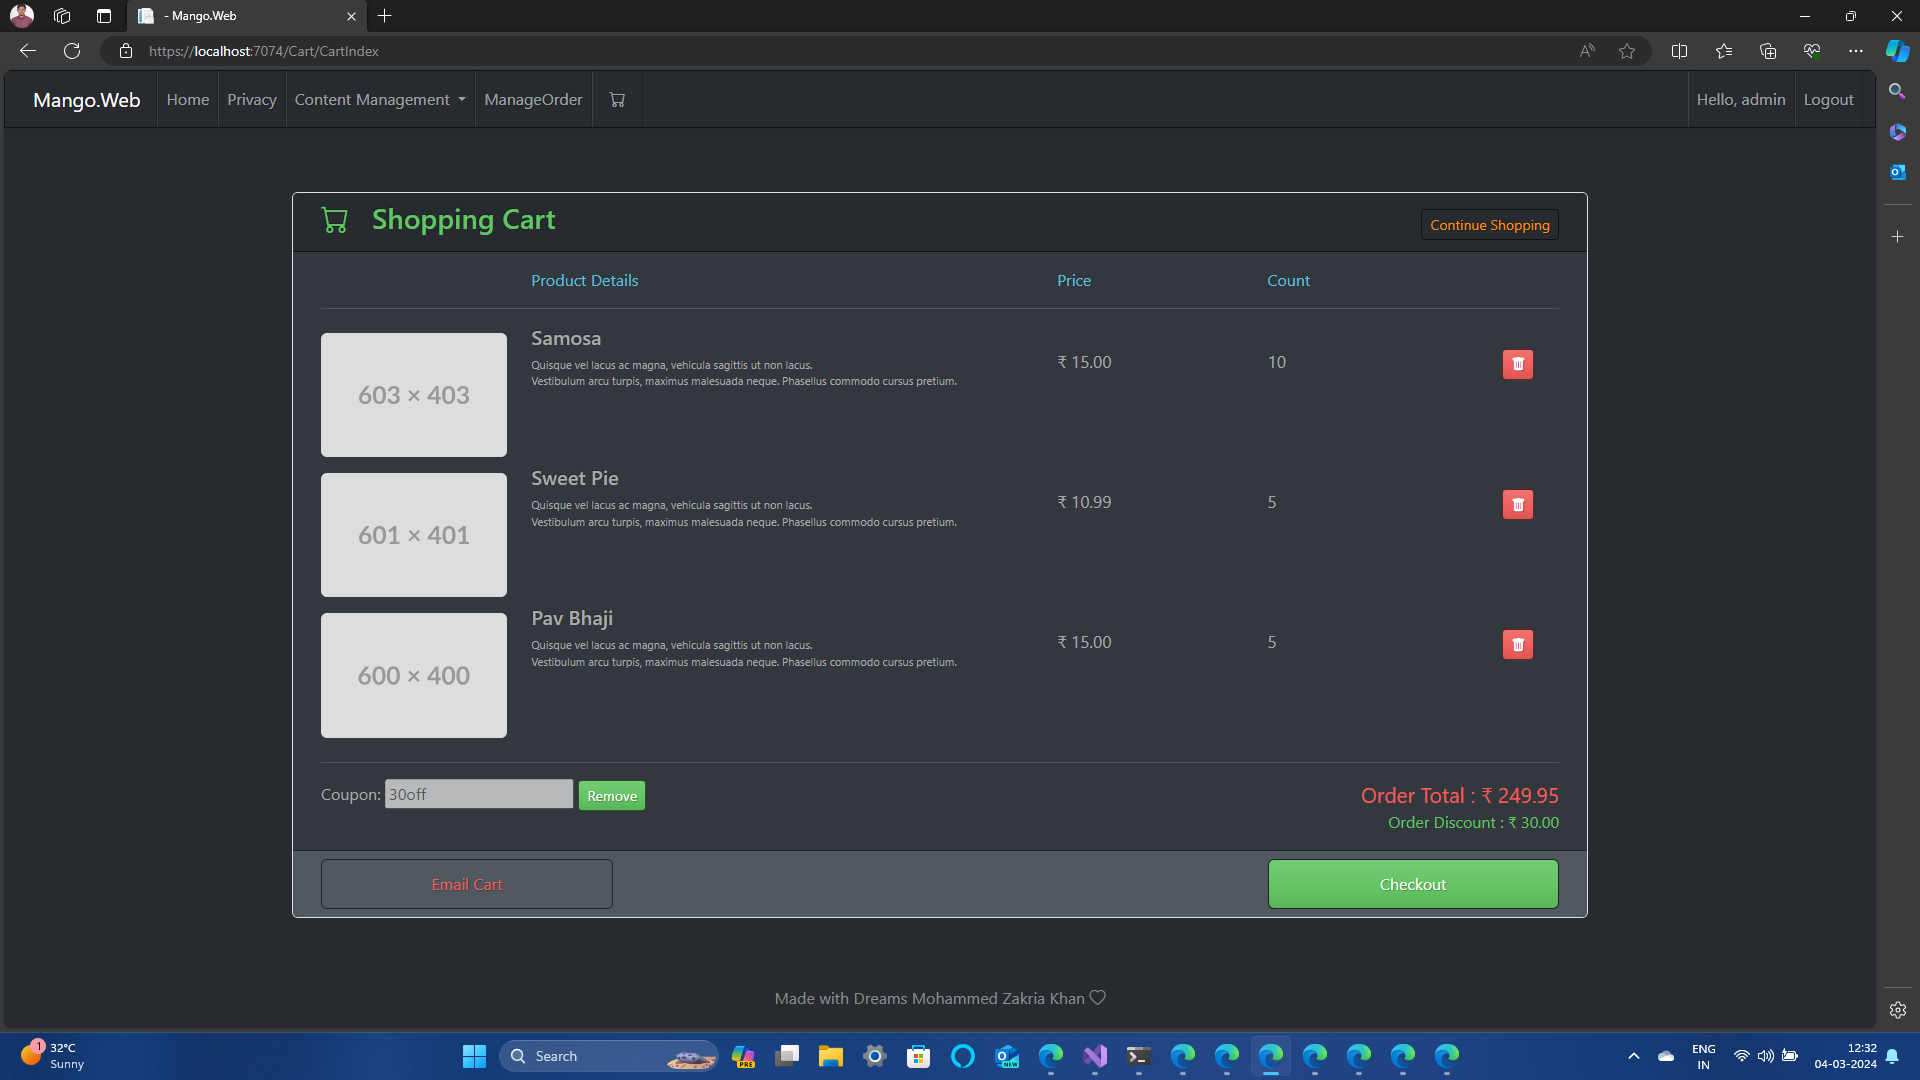 - Mango.Web
https://localhost:7074/Cart/CartIndex
Mango.Web Home Privacy Content Management ManageOrder Hello, admin Logout
Shopping Cart
Continue Shopping
Product Details Price Count
603 × 403
Samosa
Quisque vel lacus ac magna, vehicula sagittis ut non lacus.
Vestibulum arcu turpis, maximus malesuada neque. Phasellus commodo cursus pretium.
₹ 15.00 10
601 × 401
Sweet Pie
Quisque vel lacus ac magna, vehicula sagittis ut non lacus.
Vestibulum arcu turpis, maximus malesuada neque. Phasellus commodo cursus pretium.
₹ 10.99 5
600 × 400
Pav Bhaji
Quisque vel lacus ac magna, vehicula sagittis ut non lacus.
Vestibulum arcu turpis, maximus malesuada neque. Phasellus commodo cursus pretium.
₹ 15.00 5
Coupon: 30off Remove
Order Total : ₹ 249.95
Order Discount : ₹ 30.00
Email Cart Checkout
Made with Dreams Mohammed Zakria Khan
1
32°C
Sunny
Search
PRE
NEW
ENG
IN
12:32
04-03-2024